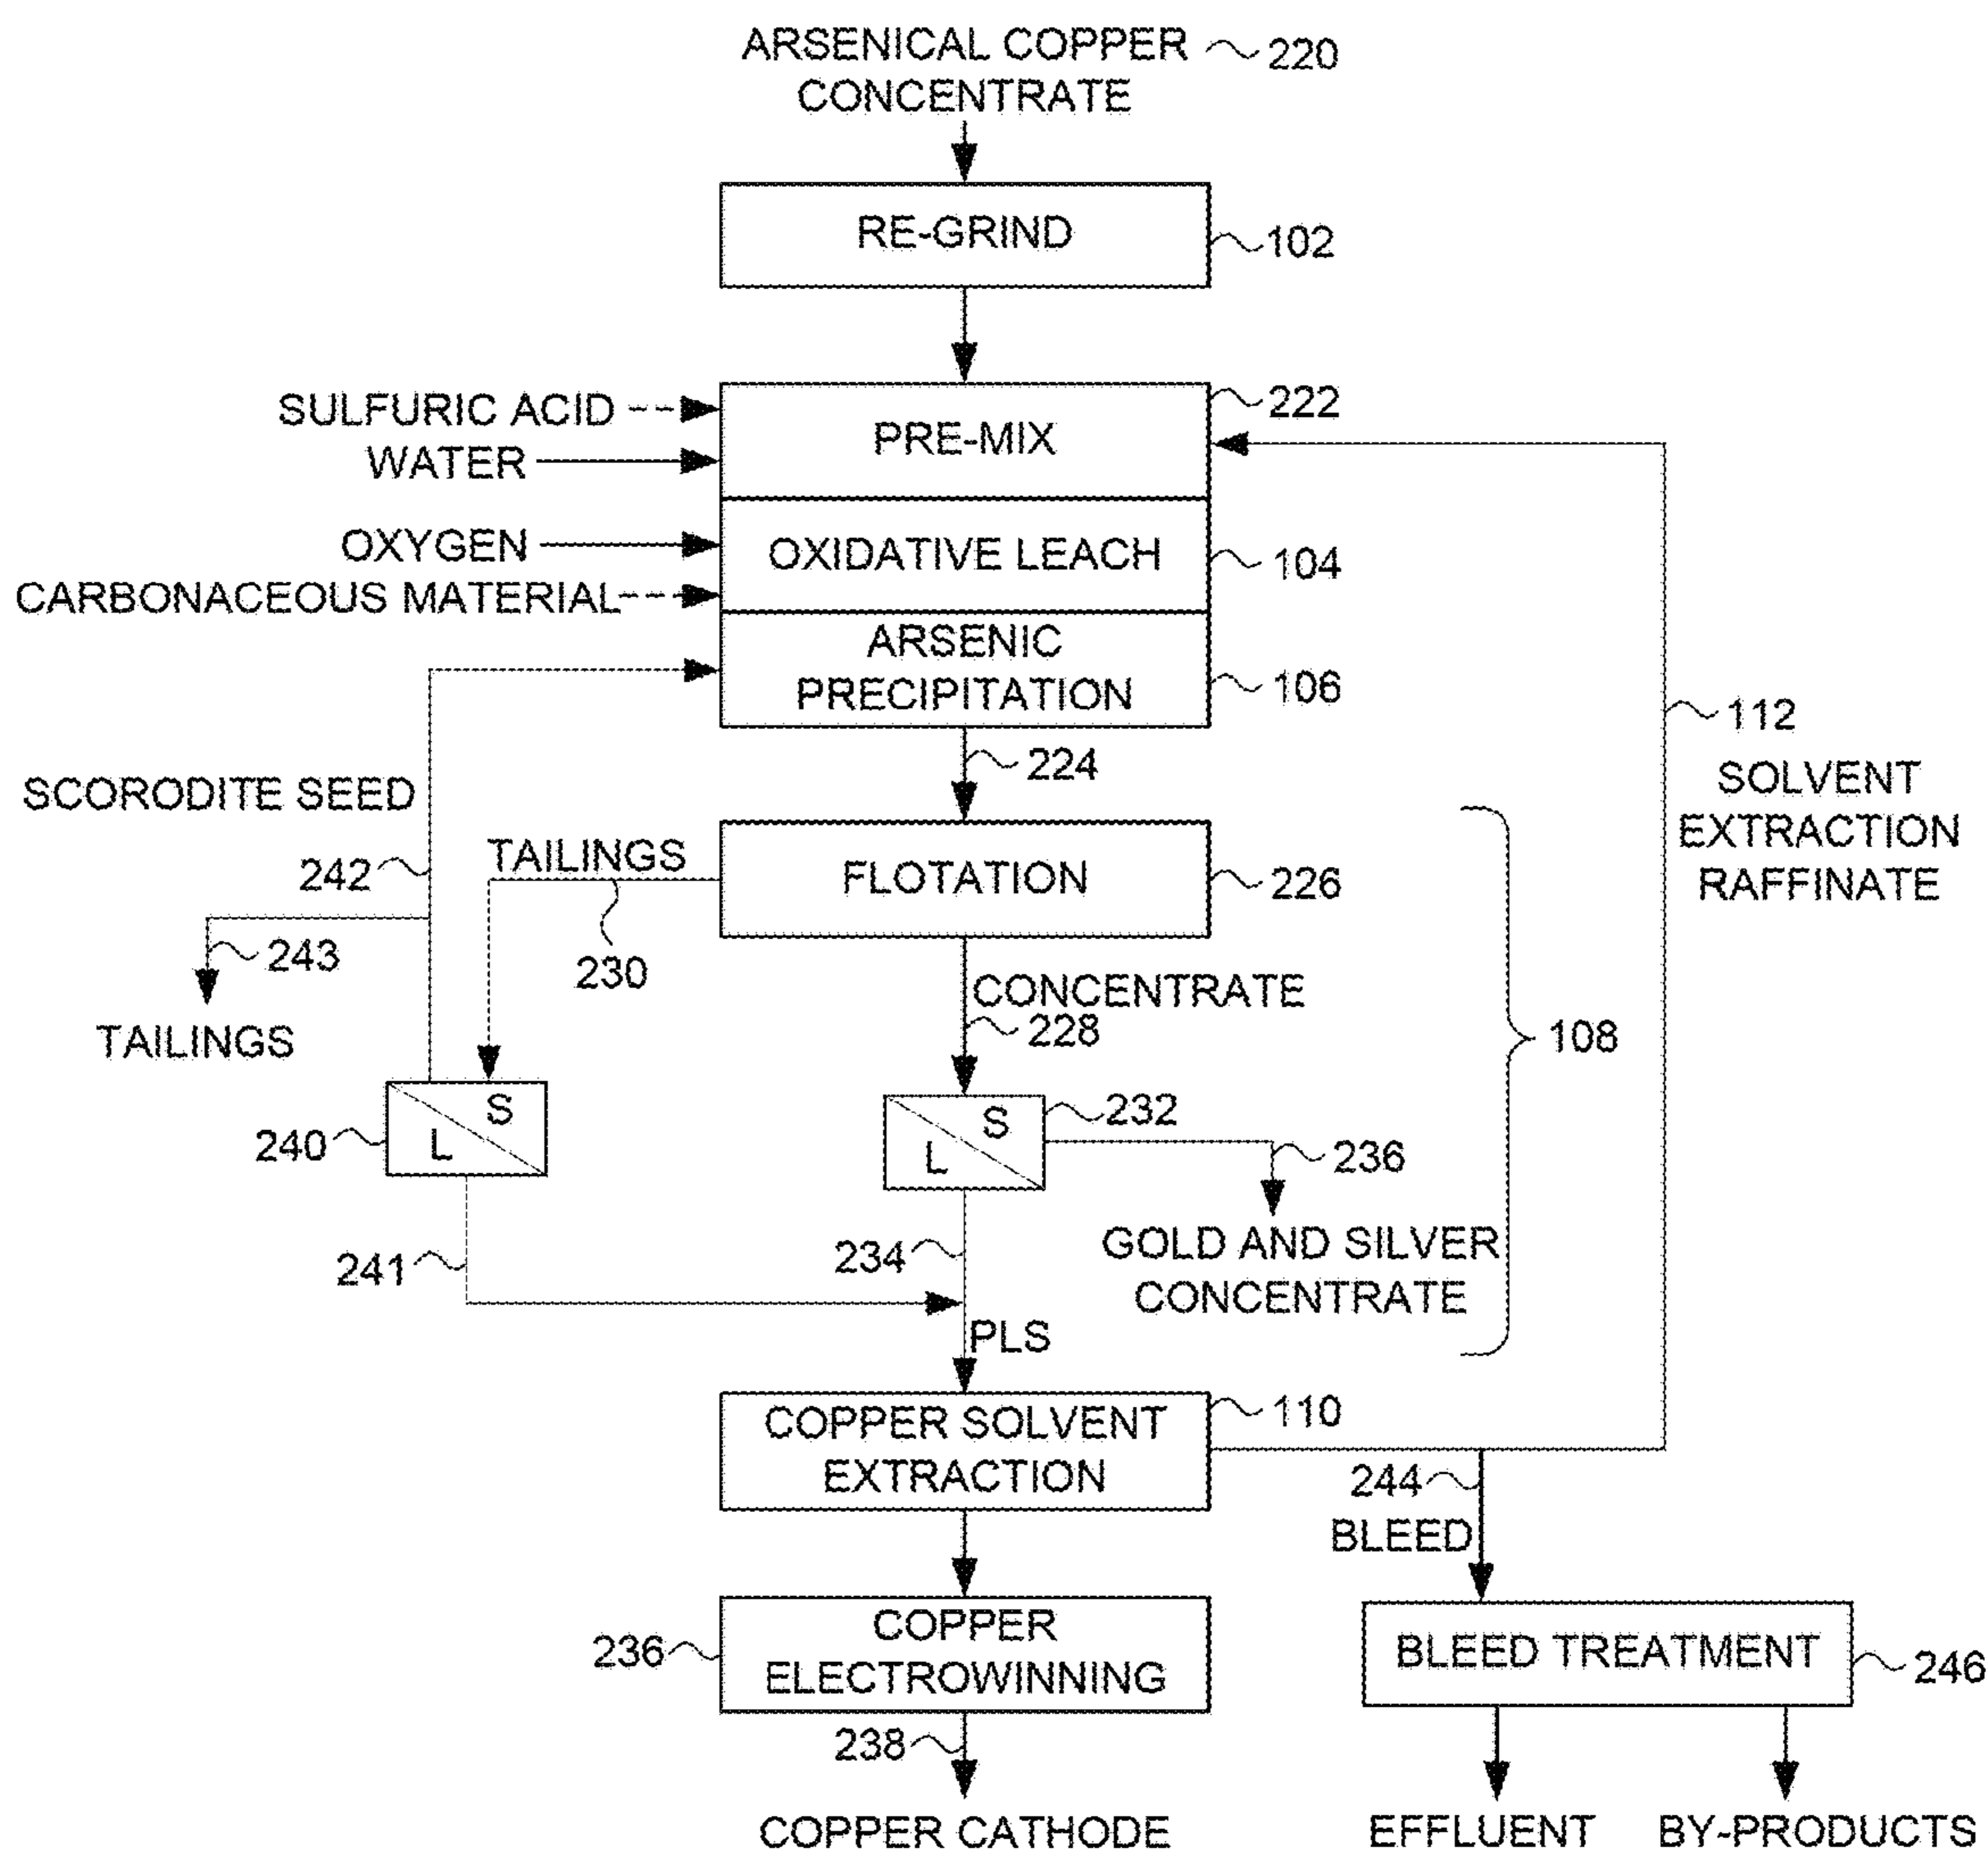 ARSENICAL COPPER
CONCENTRATE
220
RE-GRIND
102
SULFURIC ACID
WATER
PRE-MIX
222
OXYGEN
CARBONACEOUS MATERIAL
OXIDATIVE LEACH
104
ARSENIC
PRECIPITATION
106
112
SOLVENT
EXTRACTION
RAFFINATE
224
SCORODITE SEED
242
TAILINGS
230
FLOTATION
226
243
TAILINGS
CONCENTRATE
228
108
S
L
240
S
L
232
236
GOLD AND SILVER
CONCENTRATE
241
234
PLS
COPPER SOLVENT
EXTRACTION
110
244
BLEED
COPPER
ELECTROWINNING
236
BLEED TREATMENT
246
238
COPPER CATHODE
EFFLUENT
BY-PRODUCTS